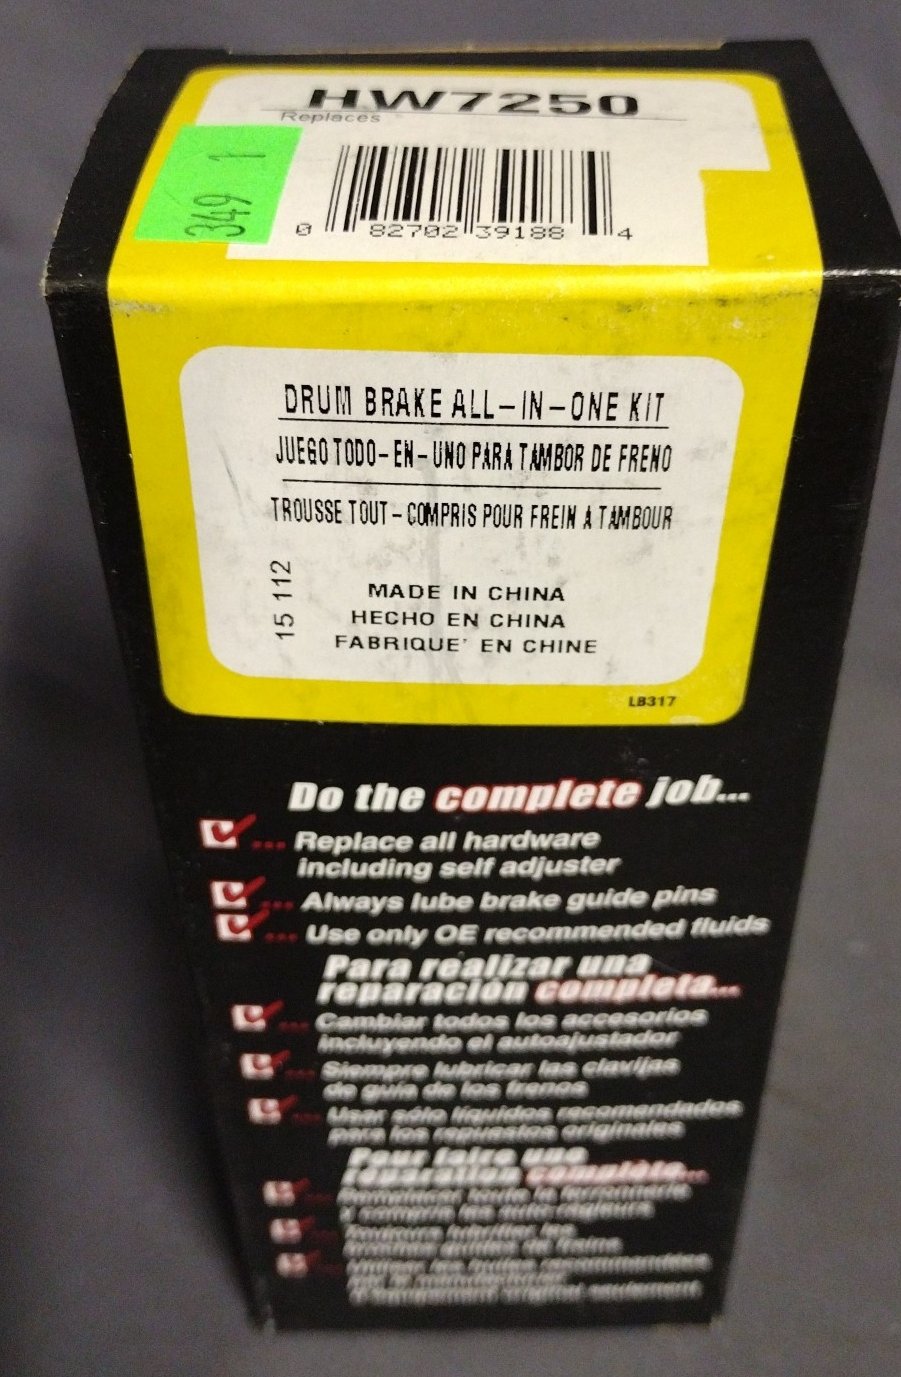 HW7250
Replaces
349 1
0 82702 39188 4
DRUM BRAKE ALL-IN-ONE KIT
JUEGO TODO-EN-UNO PARA TAMBOR DE FRENO
TROUSSE TOUT-COMPRIS POUR FREIN A TAMBOUR
15 112
MADE IN CHINA
HECHO EN CHINA
FABRIQUE' EN CHINE
LB317
Do the complete job...
... Replace all hardware
including self adjuster
... Always lube brake guide pins
... Use only OE recommended fluids
Para realizar una
reparación completa...
... Cambiar todos los accesorios
incluyendo el autoajustador
... Siempre lubricar las clavijas
de guía de los frenos
... Usar sólo líquidos recomendados
para los repuestos originales
Pour faire une
réparation complète...